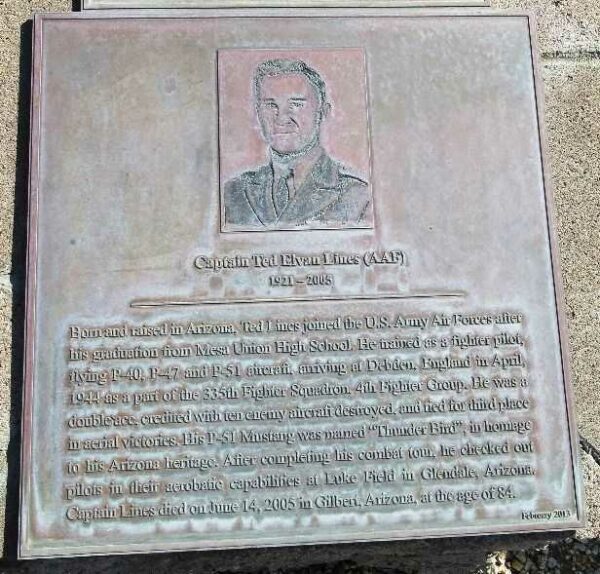 Captain Ted Elvan Lines (AAF)
1921 – 2005
Born and raised in Arizona, Ted Lines joined the U.S. Army Air Forces after
his graduation from Mesa Union High School. He trained as a fighter pilot,
flying P-40, P-47 and P-51 aircraft, arriving at Debden, England in April,
1944 as a part of the 335th Fighter Squadron, 4th Fighter Group. He was a
double ace, credited with ten enemy aircraft destroyed, and tied for third place
in aerial victories. His P-51 Mustang was named "Thunder Bird", in homage
to his Arizona heritage. After completing his combat tour, he checked out
pilots in their aerobatic capabilities at Luke Field in Glendale, Arizona.
Captain Lines died on June 14, 2005 in Gilbert, Arizona, at the age of 84.
February 2013